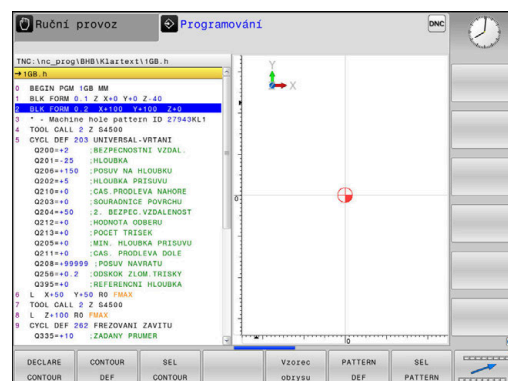 Ruční provoz
Programování
DNC
TNC:\nc_prog\BHB\Klartext\1GB.h
→1GB.h
0 BEGIN PGM 1GB MM
1 BLK FORM 0.1 Z X+0 Y+0 Z-40
2 BLK FORM 0.2 X+100 Y+100 Z+0
3 * - Machine hole pattern ID 27943KL1
4 TOOL CALL 2 Z S4500
5 CYCL DEF 203 UNIVERSAL-VRTANI
Q200=+2 ;BEZPECNOSTNI VZDAL.
Q201=-25 ;HLOUBKA
Q206=+150 ;POSUV NA HLOUBKU
Q202=+5 ;HLOUBKA PRISUVU
Q210=+0 ;CAS.PRODLEVA NAHORE
Q203=+0 ;SOURADNICE POVRCHU
Q204=+50 ;2. BEZPEC.VZDALENOST
Q212=+0 ;HODNOTA ODBERU
Q213=+0 ;POCET TRISEK
Q205=+0 ;MIN. HLOUBKA PRISUVU
Q211=+0 ;CAS. PRODLEVA DOLE
Q208=+99999 ;POSUV NAVRATU
Q256=+0.2 ;ODSKOK ZLOM.TRISKY
Q395=+0 ;REFERENCNI HLOUBKA
6 L X+50 Y+50 R0 FMAX
7 TOOL CALL 2 Z S4500
8 L Z+100 R0 FMAX
9 CYCL DEF 262 FREZOVANI ZAVITU
Q335=+10 ;ZADANY PRUMER
Y
X
0
0
DECLARE CONTOUR
CONTOUR DEF
SEL CONTOUR
Vzorec obrysu
PATTERN DEF
SEL PATTERN